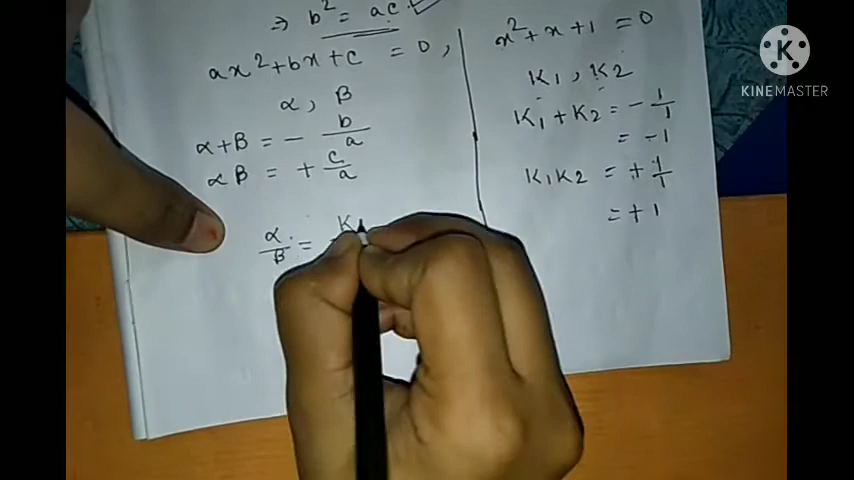 ⇒ b² = ac.
ax² + bx + c = 0,
α, β
α + β = - b/a
αβ = + c/a
α/β = K₁
x² + x + 1 = 0
K₁, K₂
K₁ + K₂ = - 1/1
= -1
K₁K₂ = + 1/1
= +1
KINEMASTER